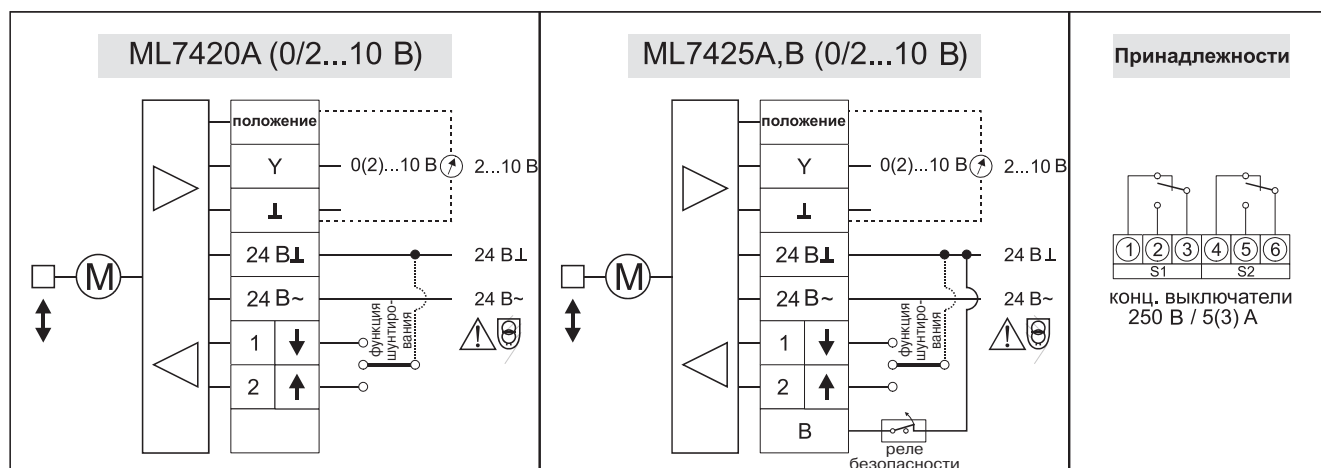 ML7420A (0/2...10 В)
положение
Y
0(2)...10 В
2...10 В
⊥
24 В⊥
24 В⊥
24 В~
24 В~
1
2
функция
шунтиро-
вания
M
ML7425A,B (0/2...10 В)
положение
Y
0(2)...10 В
2...10 В
⊥
24 В⊥
24 В⊥
24 В~
24 В~
1
2
B
функция
шунтиро-
вания
M
реле
безопасности
Принадлежности
1 2 3 4 5 6
S1 S2
конц. выключатели
250 В / 5(3) А